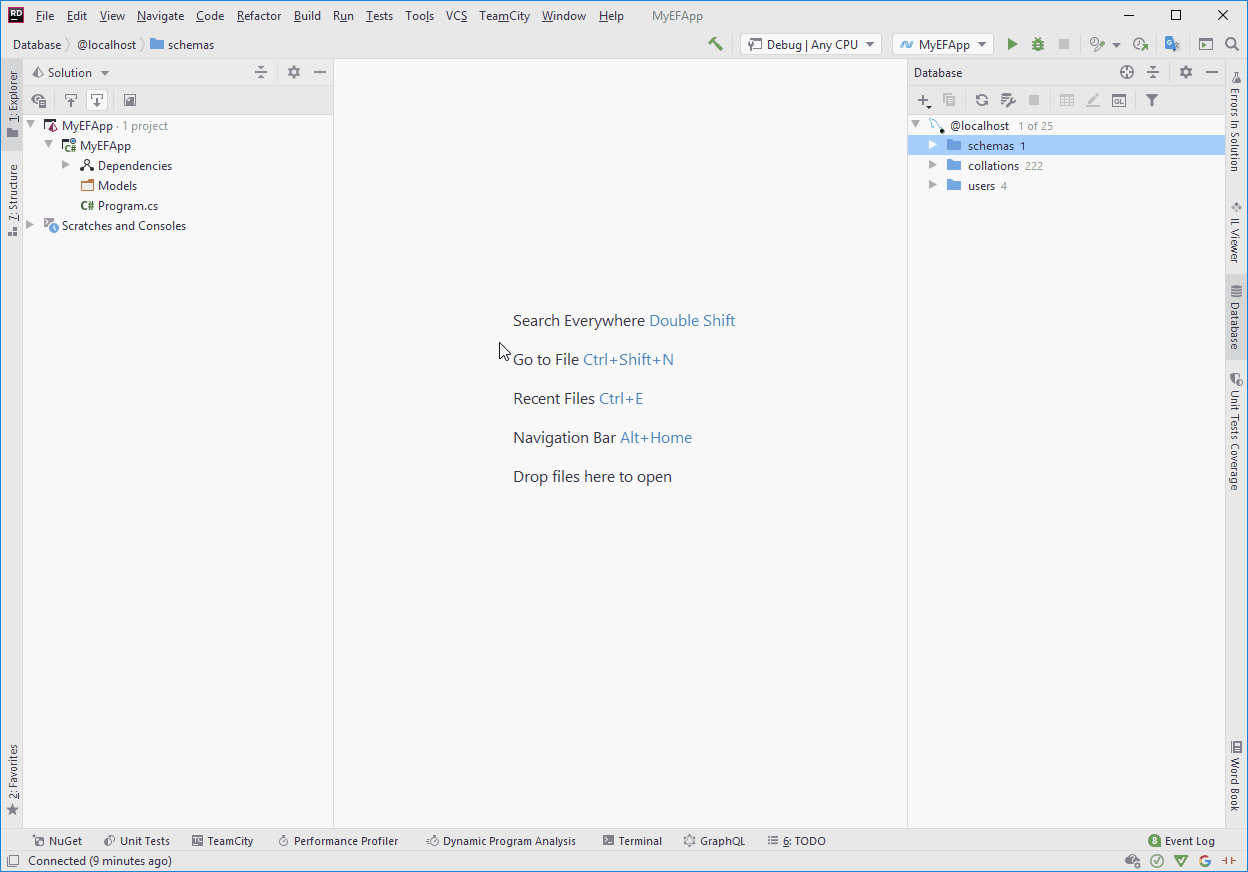 RD File Edit View Navigate Code Refactor Build Run Tests Tools VCS TeamCity Window Help MyEFApp
Database @localhost schemas Debug | Any CPU MyEFApp
Solution
1: Explorer
7: Structure
2: Favorites
MyEFApp · 1 project
MyEFApp
Dependencies
Models
C# Program.cs
Scratches and Consoles
Search Everywhere Double Shift
Go to File Ctrl+Shift+N
Recent Files Ctrl+E
Navigation Bar Alt+Home
Drop files here to open
Database
QL
@localhost 1 of 25
schemas 1
collations 222
users 4
Errors In Solution
IL Viewer
Database
Unit Tests Coverage
Word Book
NuGet Unit Tests TC TeamCity Performance Profiler Dynamic Program Analysis Terminal GraphQL 6: TODO 8 Event Log
Connected (9 minutes ago)